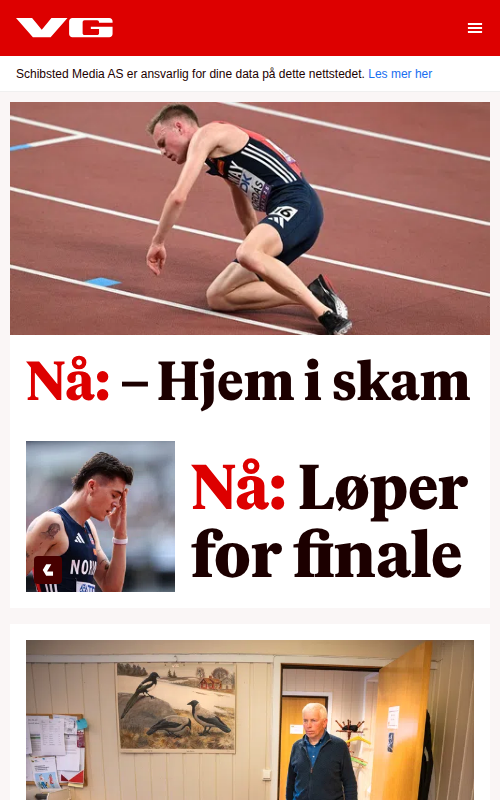 VG
Schibsted Media AS er ansvarlig for dine data på dette nettstedet. Les mer her
Nå: – Hjem i skam
Nå: Løper
for finale